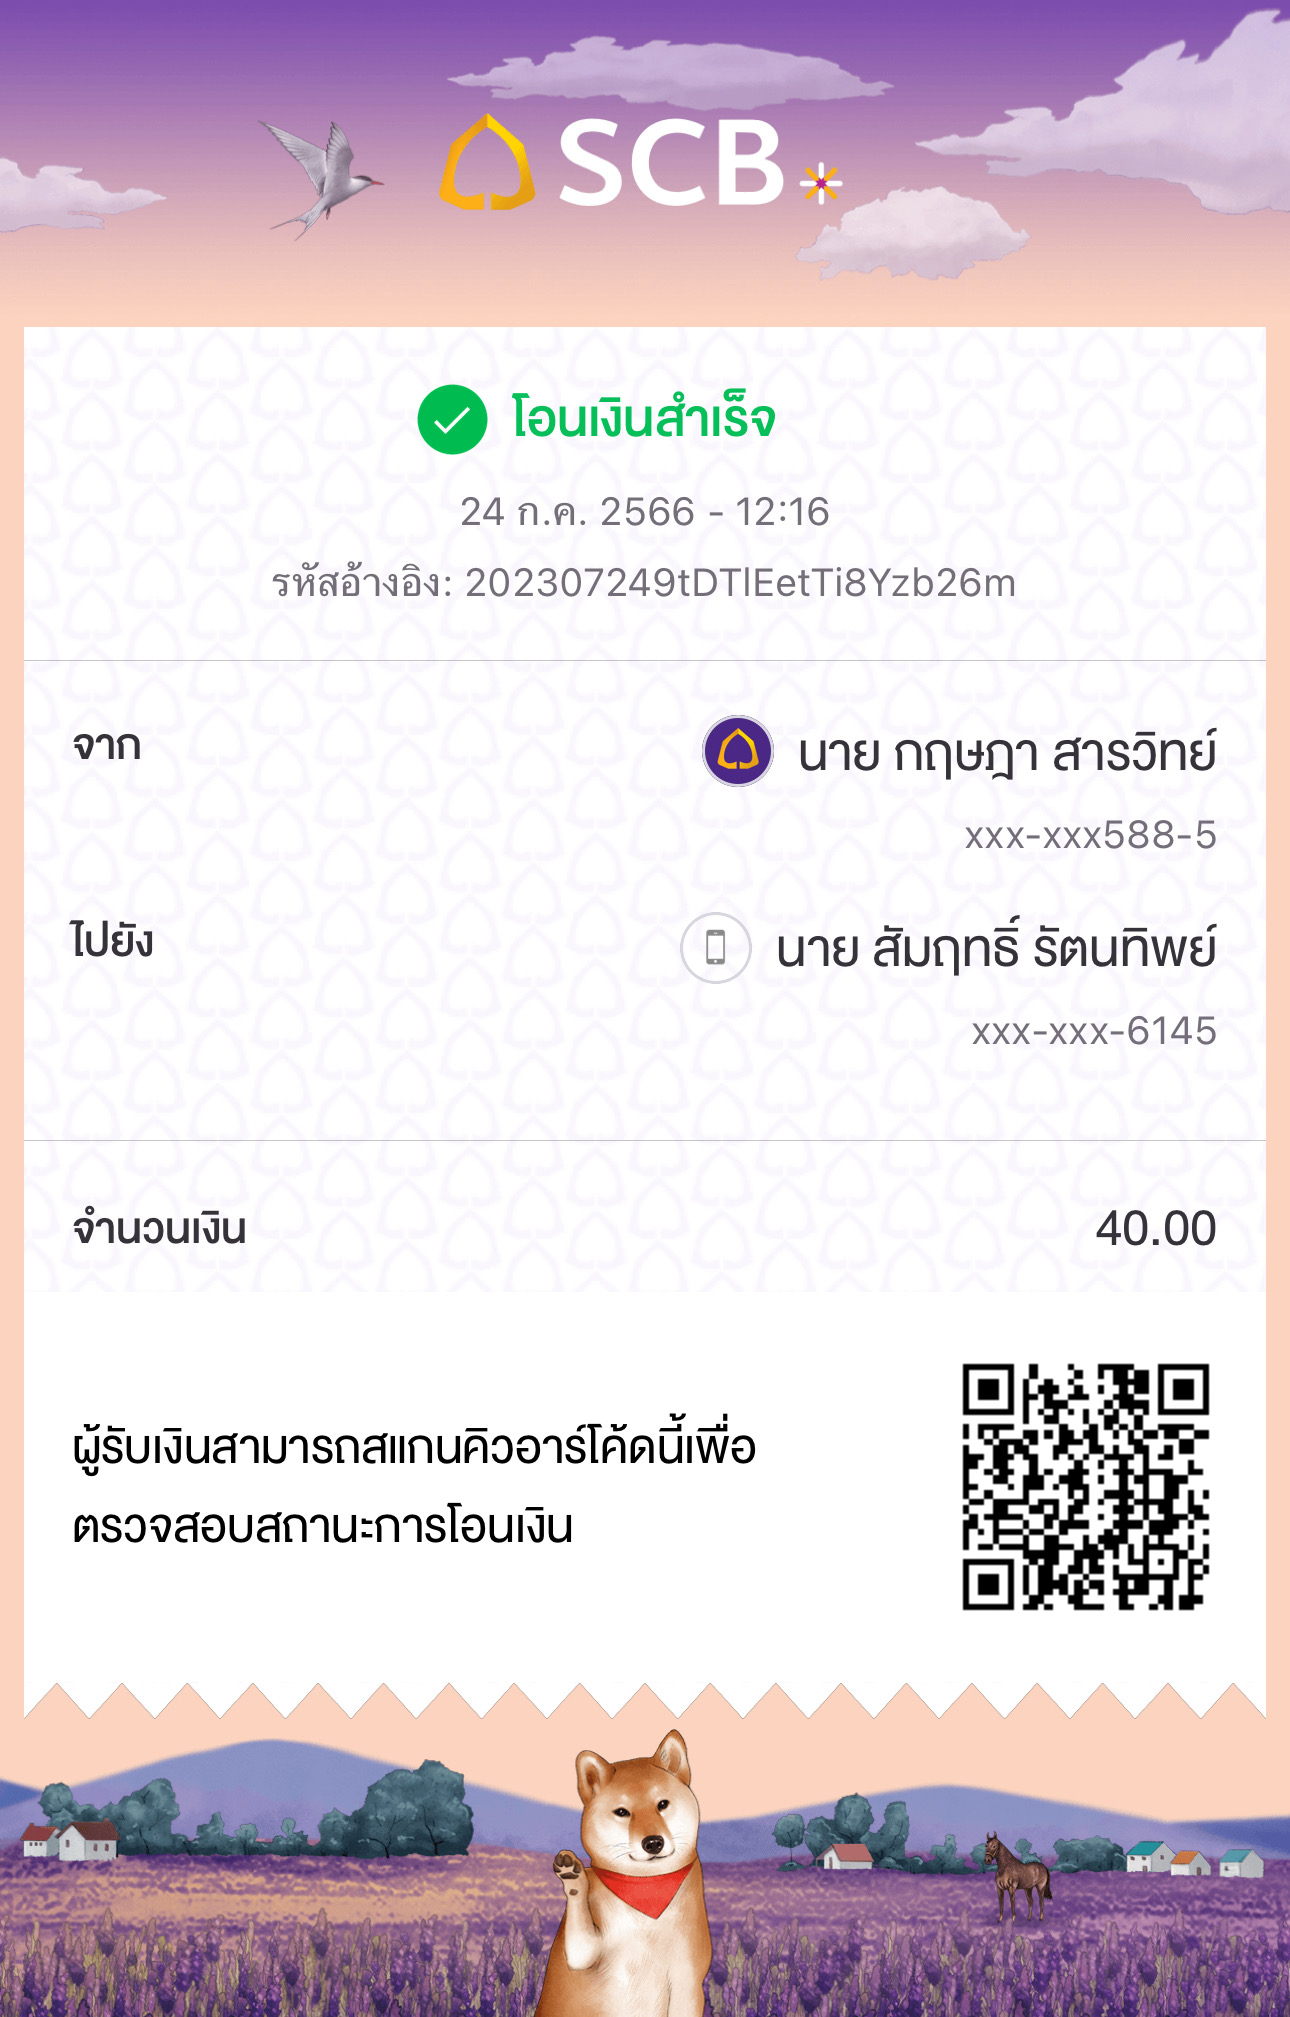 SCB
โอนเงินสำเร็จ
24 ก.ค. 2566 - 12:16
รหัสอ้างอิง: 202307249tDTlEetTi8Yzb26m
จาก
นาย กฤษฎา สารวิทย์
xxx-xxx588-5
ไปยัง
นาย สัมฤทธิ์ รัตนทิพย์
xxx-xxx-6145
จำนวนเงิน
40.00
ผู้รับเงินสามารถสแกนคิวอาร์โค้ดนี้เพื่อ
ตรวจสอบสถานะการโอนเงิน